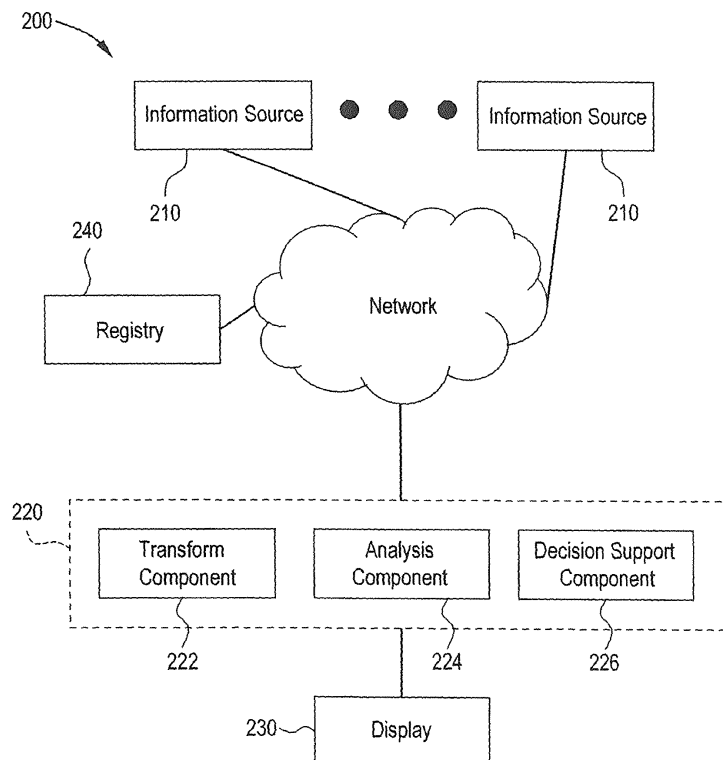 200
Information Source
Information Source
210
210
240
Registry
Network
220
Transform
Component
Analysis
Component
Decision Support
Component
222
224
226
230
Display